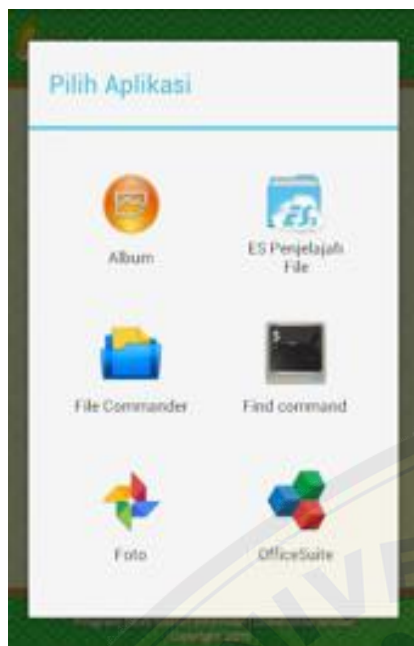 Pilih Aplikasi
Album
ES Penjelajah
File
File Commander
Find command
Foto
OfficeSuite